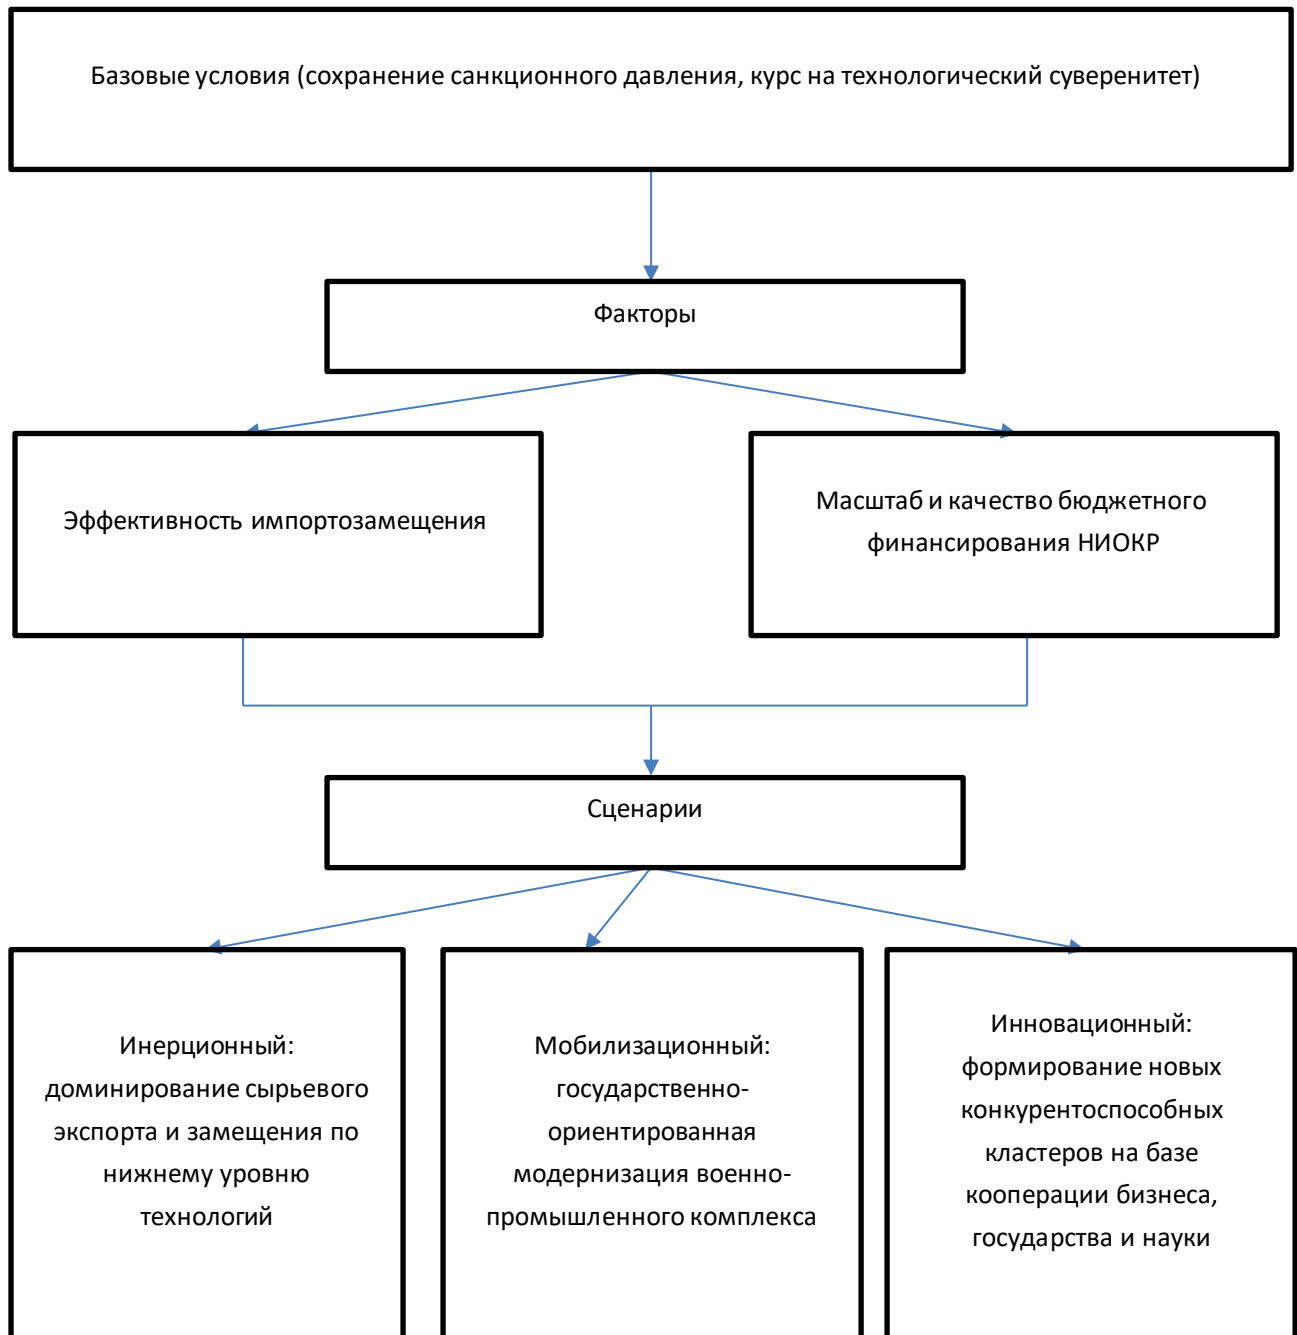 Базовые условия (сохранение санкционного давления, курс на технологический суверенитет)
Факторы
Эффективность импортозамещения
Масштаб и качество бюджетного
финансирования НИОКР
Сценарии
Инерционный:
доминирование сырьевого
экспорта и замещения по
нижнему уровню
технологий
Мобилизационный:
государственно-
ориентированная
модернизация военно-
промышленного комплекса
Инновационный:
формирование новых
конкурентоспособных
кластеров на базе
кооперации бизнеса,
государства и науки